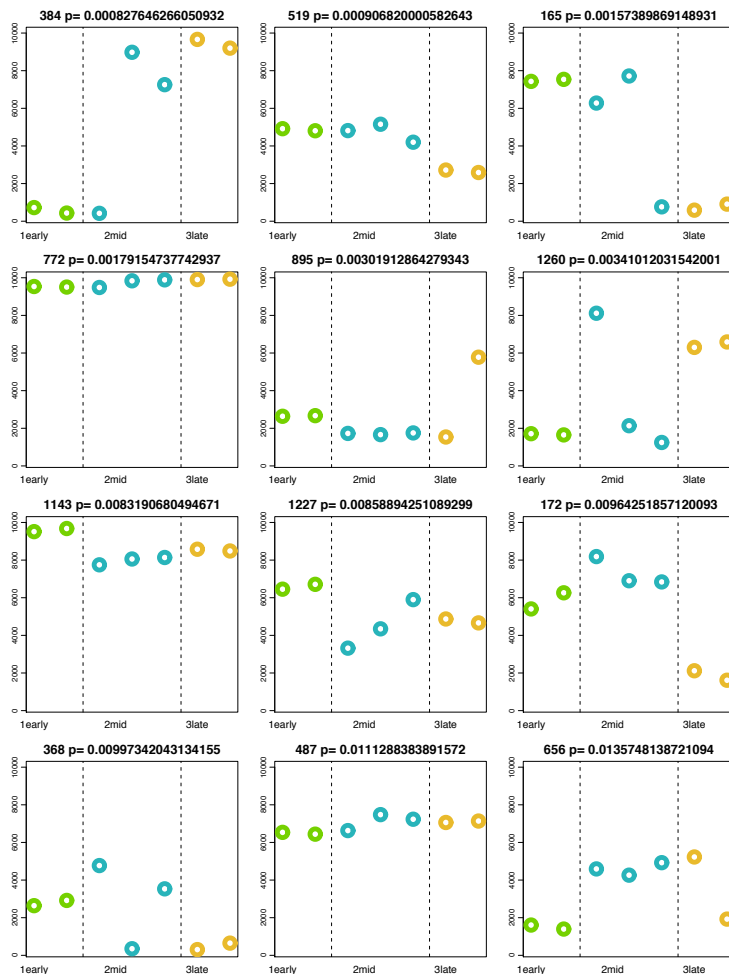 384 p= 0.000827646266050932
519 p= 0.000906820000582643
165 p= 0.00157389869148931
0 2000 4000 6000 8000 10000
0 2000 4000 6000 8000 10000
0 2000 4000 6000 8000 10000
1early 2mid 3late
1early 2mid 3late
1early 2mid 3late
772 p= 0.00179154737742937
895 p= 0.00301912864279343
1260 p= 0.00341012031542001
0 2000 4000 6000 8000 10000
0 2000 4000 6000 8000 10000
0 2000 4000 6000 8000 10000
1early 2mid 3late
1early 2mid 3late
1early 2mid 3late
1143 p= 0.0083190680494671
1227 p= 0.00858894251089299
172 p= 0.00964251857120093
0 2000 4000 6000 8000 10000
0 2000 4000 6000 8000 10000
0 2000 4000 6000 8000 10000
1early 2mid 3late
1early 2mid 3late
1early 2mid 3late
368 p= 0.00997342043134155
487 p= 0.0111288383891572
656 p= 0.0135748138721094
0 2000 4000 6000 8000 10000
0 2000 4000 6000 8000 10000
0 2000 4000 6000 8000 10000
1early 2mid 3late
1early 2mid 3late
1early 2mid 3late